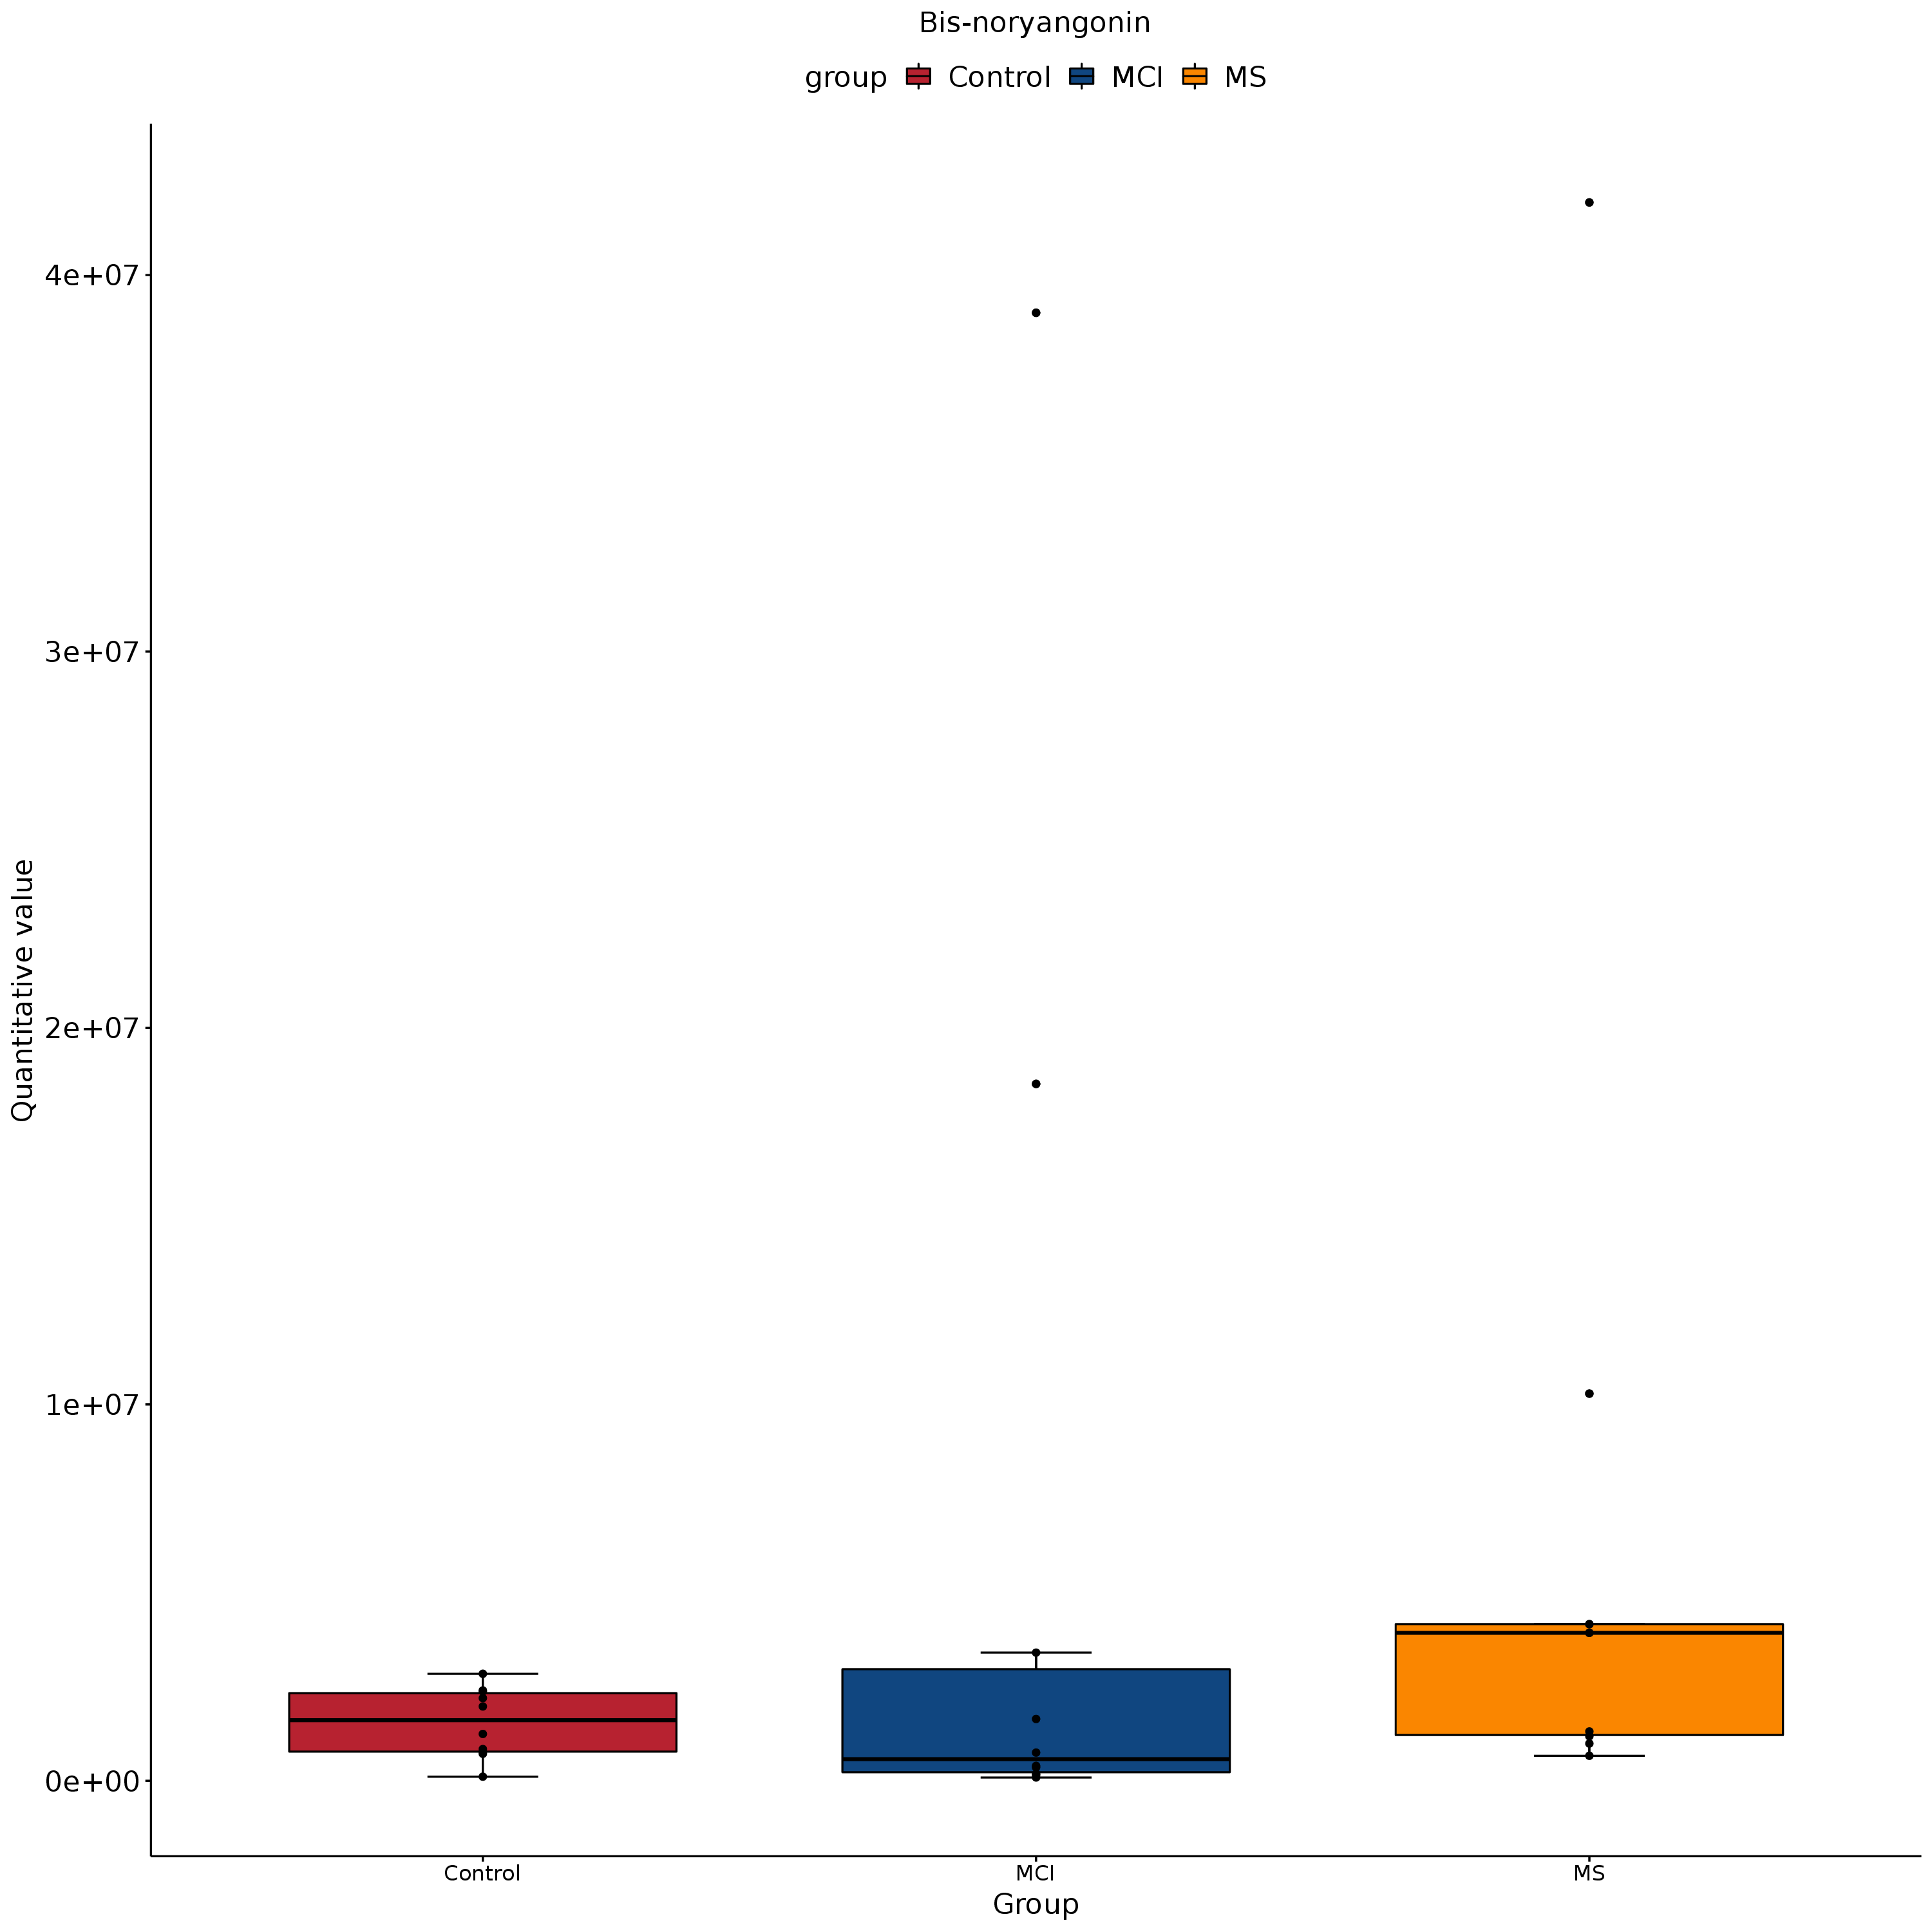 Bis-noryangonin
group Control MCI MS
Quantitative value
4e+07
3e+07
2e+07
1e+07
0e+00
Control MCI MS
Group